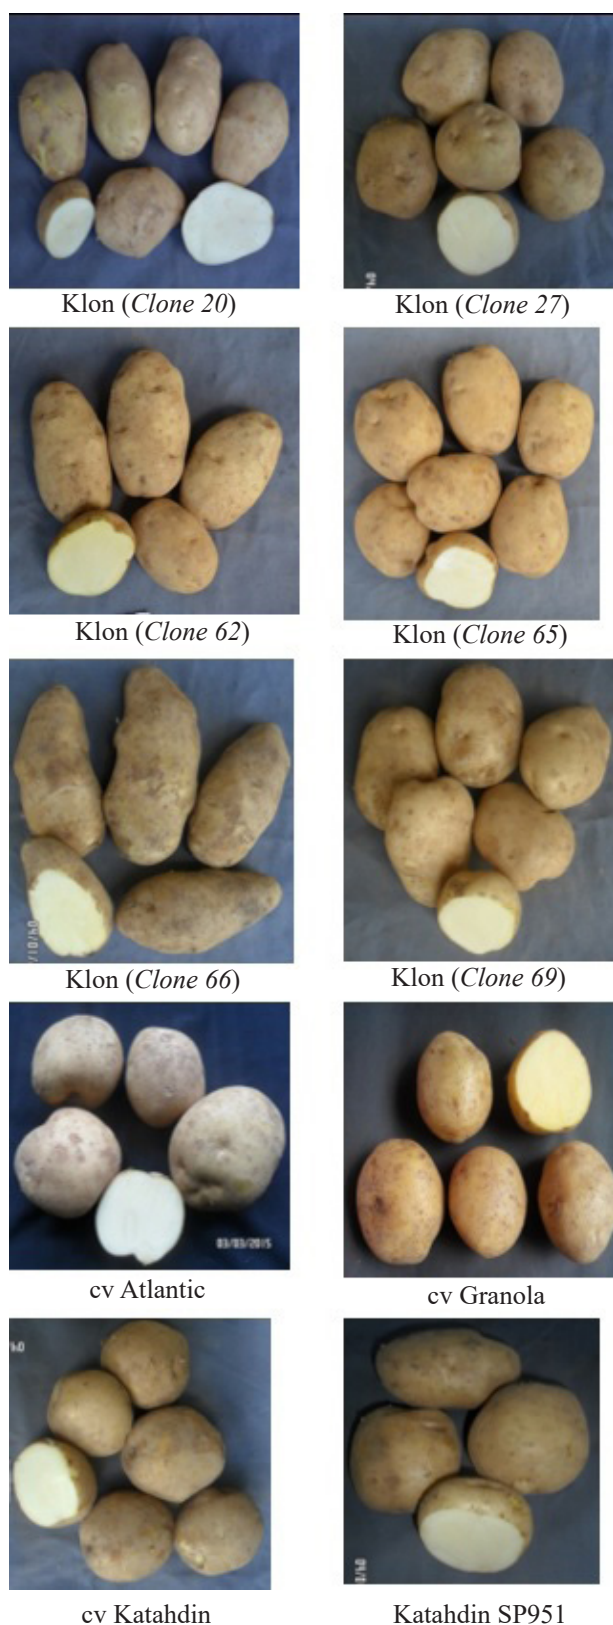 Klon (Clone 20)
Klon (Clone 27)
Klon (Clone 62)
Klon (Clone 65)
Klon (Clone 66)
Klon (Clone 69)
03/03/2015
cv Atlantic
cv Granola
cv Katahdin
Katahdin SP951